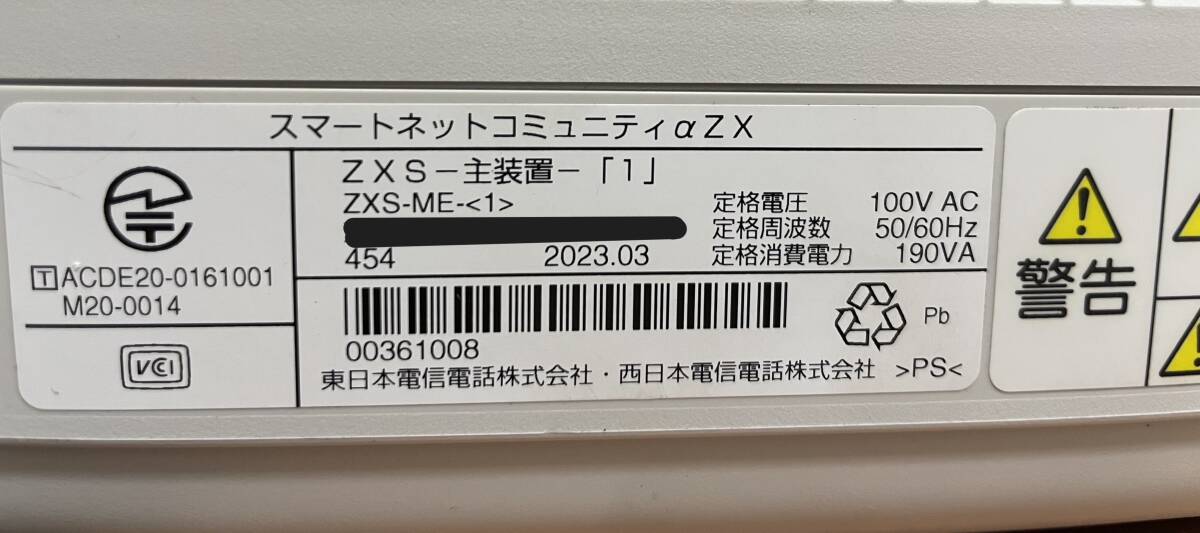 スマートネットコミュニティαZX
ZXS－主装置－「1」
ZXS-ME-<1>
454 2023.03
定格電圧 100V AC
定格周波数 50/60Hz
定格消費電力 190VA
T ACDE20-0161001
M20-0014
VCI
00361008
Pb
東日本電信電話株式会社・西日本電信電話株式会社 >PS<
警告